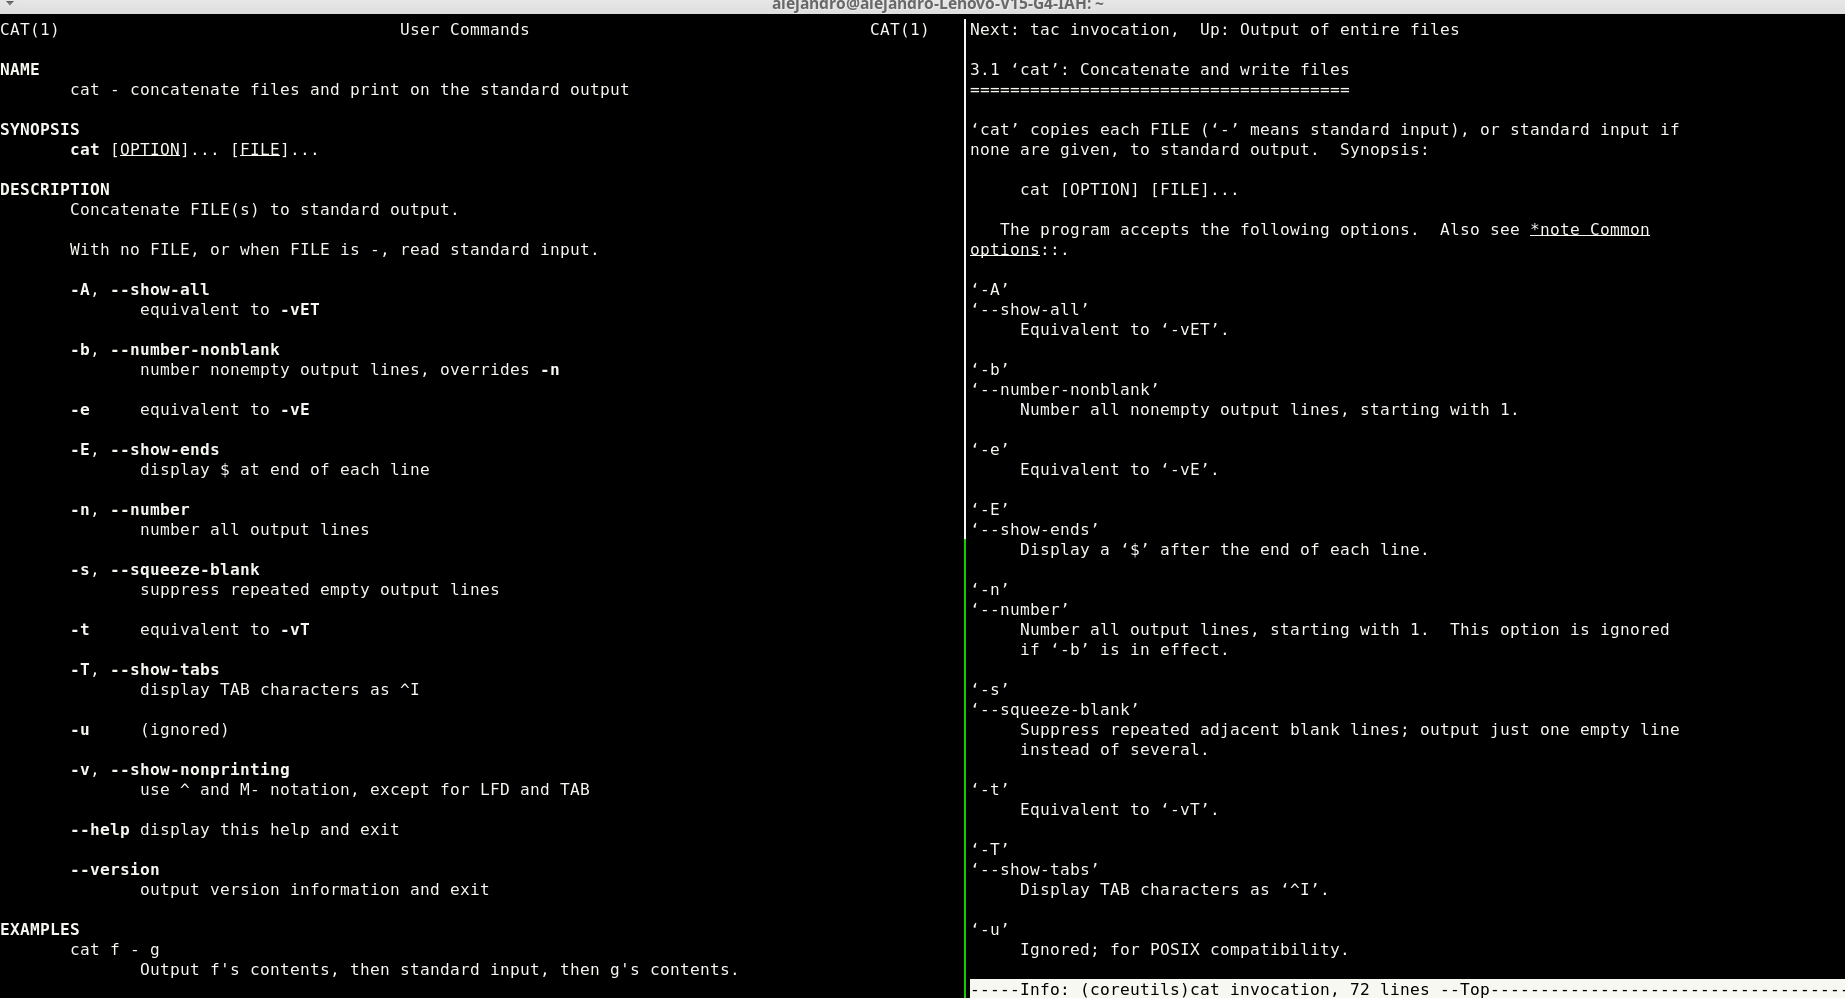 alejandro@alejandro-Lenovo-V15-G4-IAH: ~
CAT(1) User Commands CAT(1)
NAME
cat - concatenate files and print on the standard output
SYNOPSIS
cat [OPTION]... [FILE]...
DESCRIPTION
Concatenate FILE(s) to standard output.
With no FILE, or when FILE is -, read standard input.
-A, --show-all
equivalent to -vET
-b, --number-nonblank
number nonempty output lines, overrides -n
-e equivalent to -vE
-E, --show-ends
display $ at end of each line
-n, --number
number all output lines
-s, --squeeze-blank
suppress repeated empty output lines
-t equivalent to -vT
-T, --show-tabs
display TAB characters as ^I
-u (ignored)
-v, --show-nonprinting
use ^ and M- notation, except for LFD and TAB
--help display this help and exit
--version
output version information and exit
EXAMPLES
cat f - g
Output f's contents, then standard input, then g's contents.
Next: tac invocation,  Up: Output of entire files
3.1 ‘cat’: Concatenate and write files
======================================
‘cat’ copies each FILE (‘-’ means standard input), or standard input if
none are given, to standard output.  Synopsis:
cat [OPTION] [FILE]...
The program accepts the following options.  Also see *note Common
options::.
‘-A’
‘--show-all’
Equivalent to ‘-vET’.
‘-b’
‘--number-nonblank’
Number all nonempty output lines, starting with 1.
‘-e’
Equivalent to ‘-vE’.
‘-E’
‘--show-ends’
Display a ‘$’ after the end of each line.
‘-n’
‘--number’
Number all output lines, starting with 1.  This option is ignored
if ‘-b’ is in effect.
‘-s’
‘--squeeze-blank’
Suppress repeated adjacent blank lines; output just one empty line
instead of several.
‘-t’
Equivalent to ‘-vT’.
‘-T’
‘--show-tabs’
Display TAB characters as ‘^I’.
‘-u’
Ignored; for POSIX compatibility.
-----Info: (coreutils)cat invocation, 72 lines --Top------------------------------------